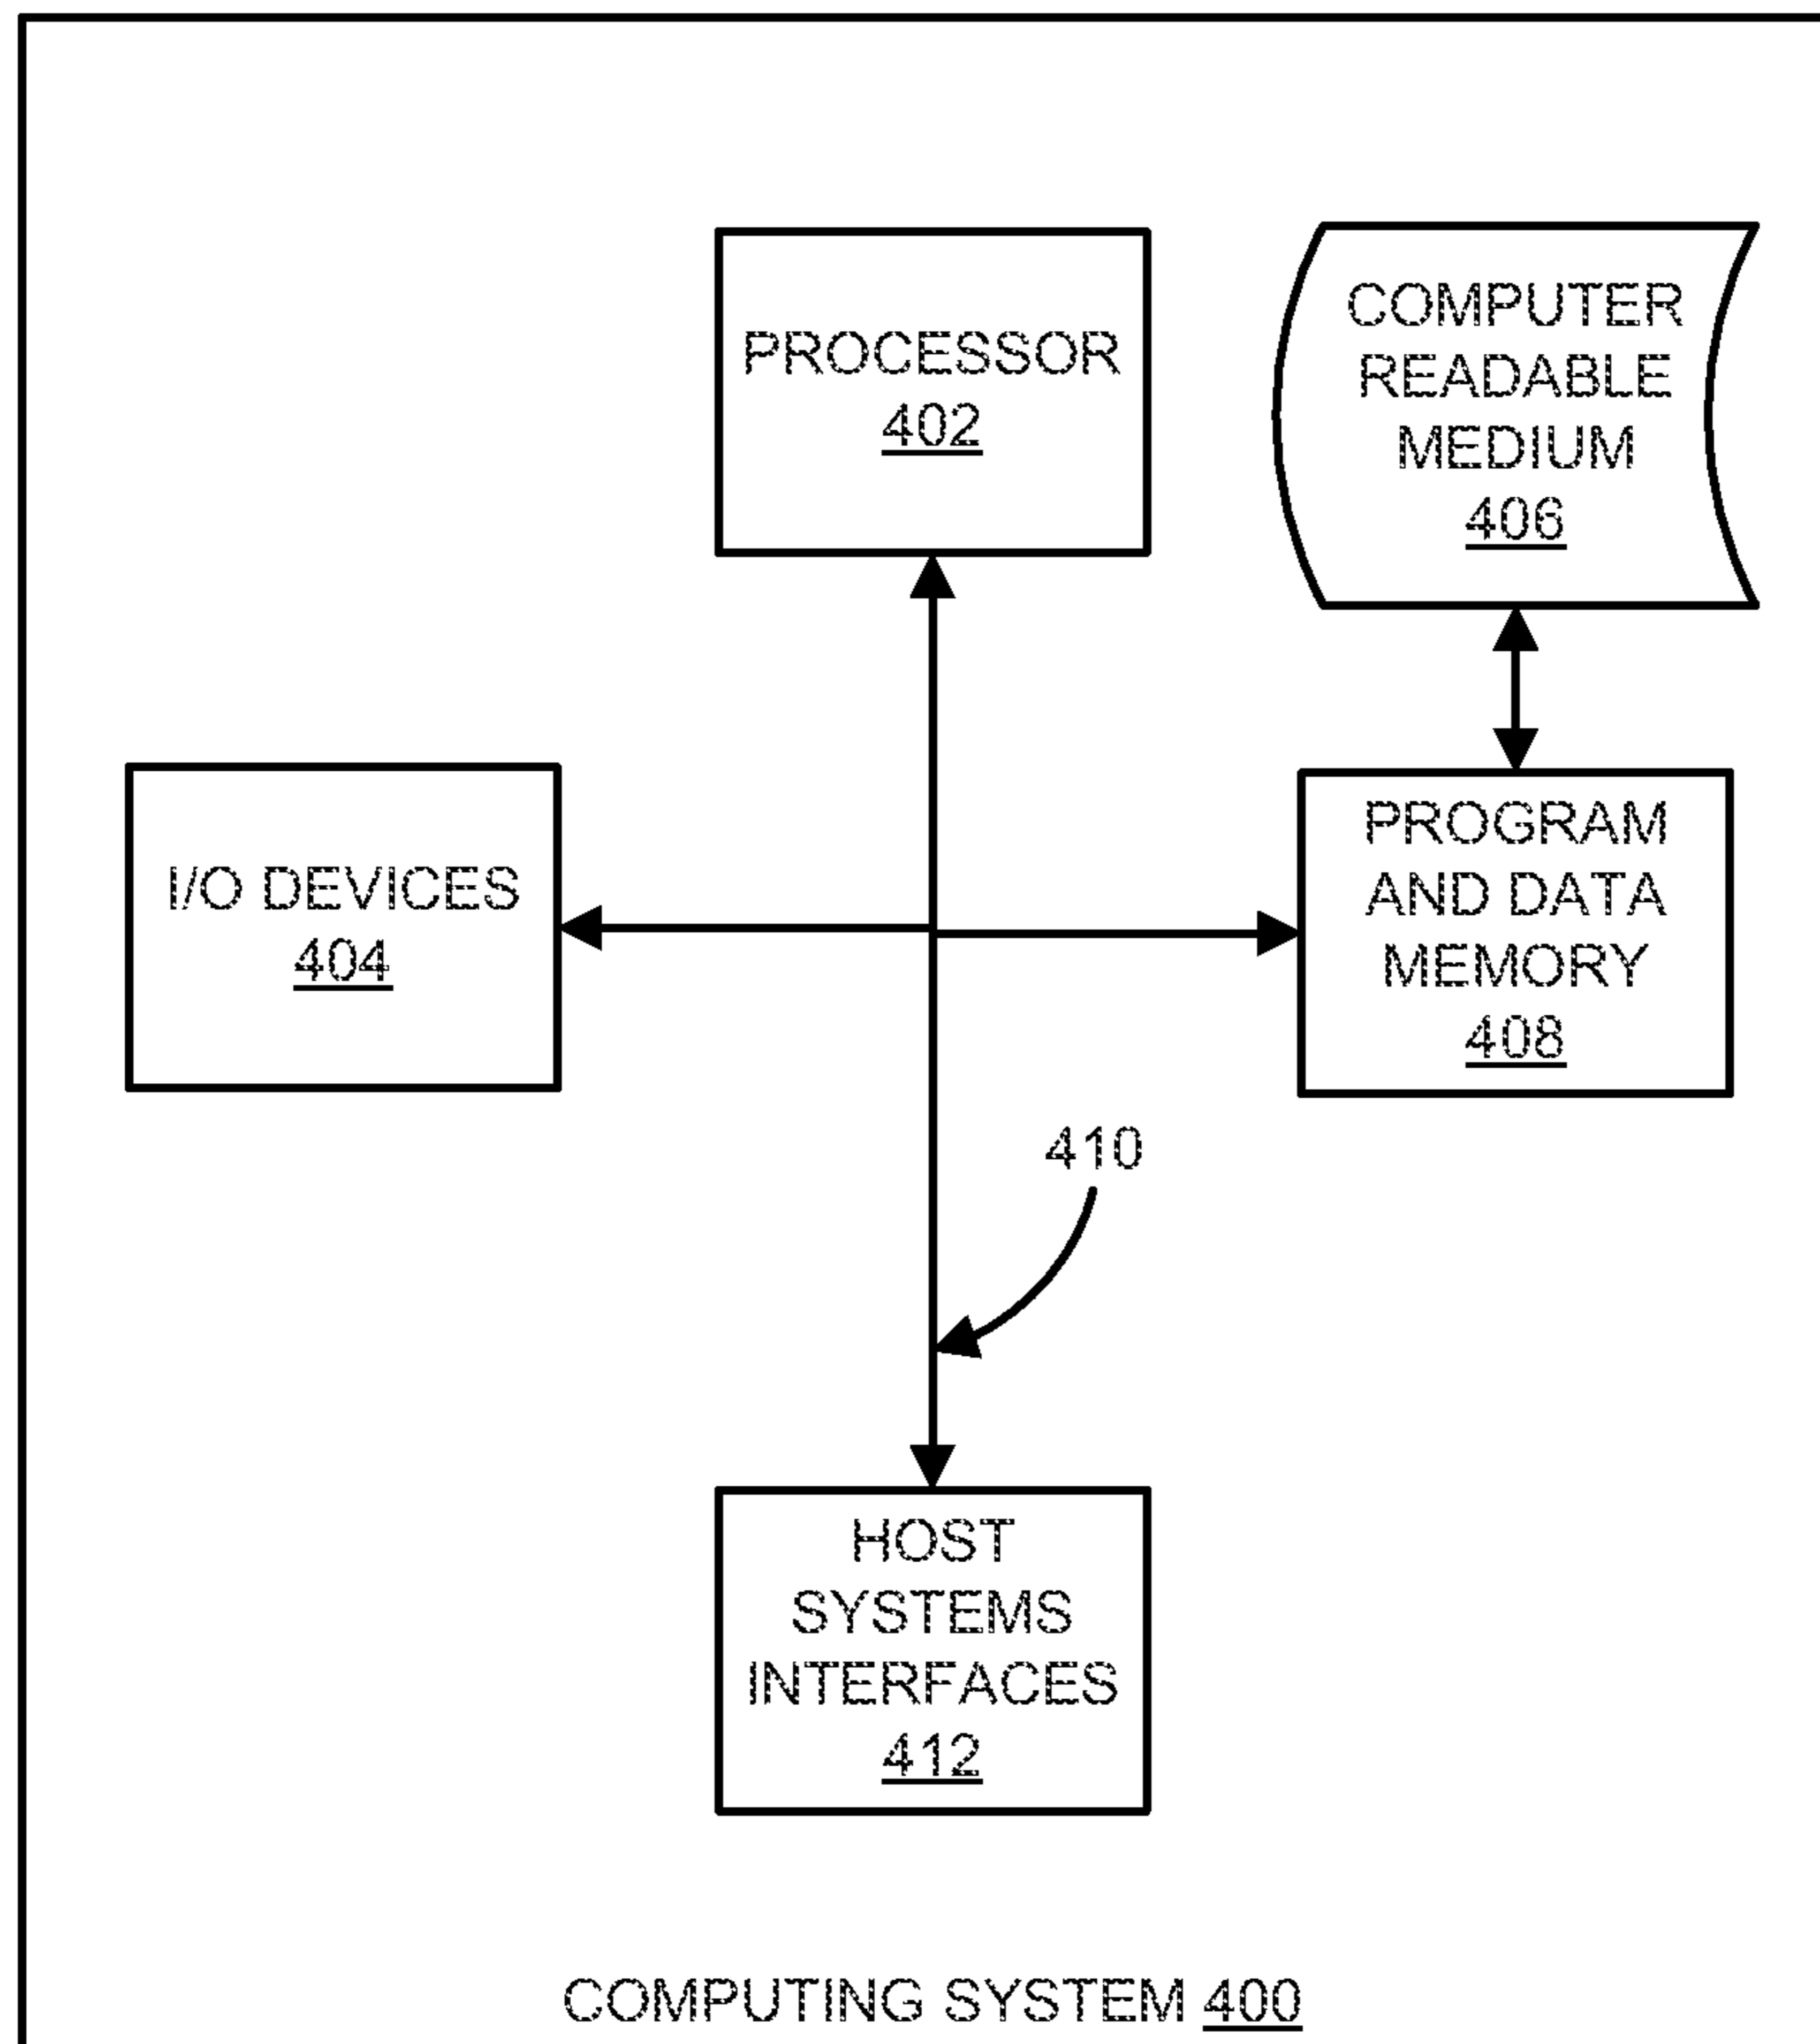 PROCESSOR
402
COMPUTER
READABLE
MEDIUM
406
I/O DEVICES
404
PROGRAM
AND DATA
MEMORY
408
410
HOST
SYSTEMS
INTERFACES
412
COMPUTING SYSTEM 400